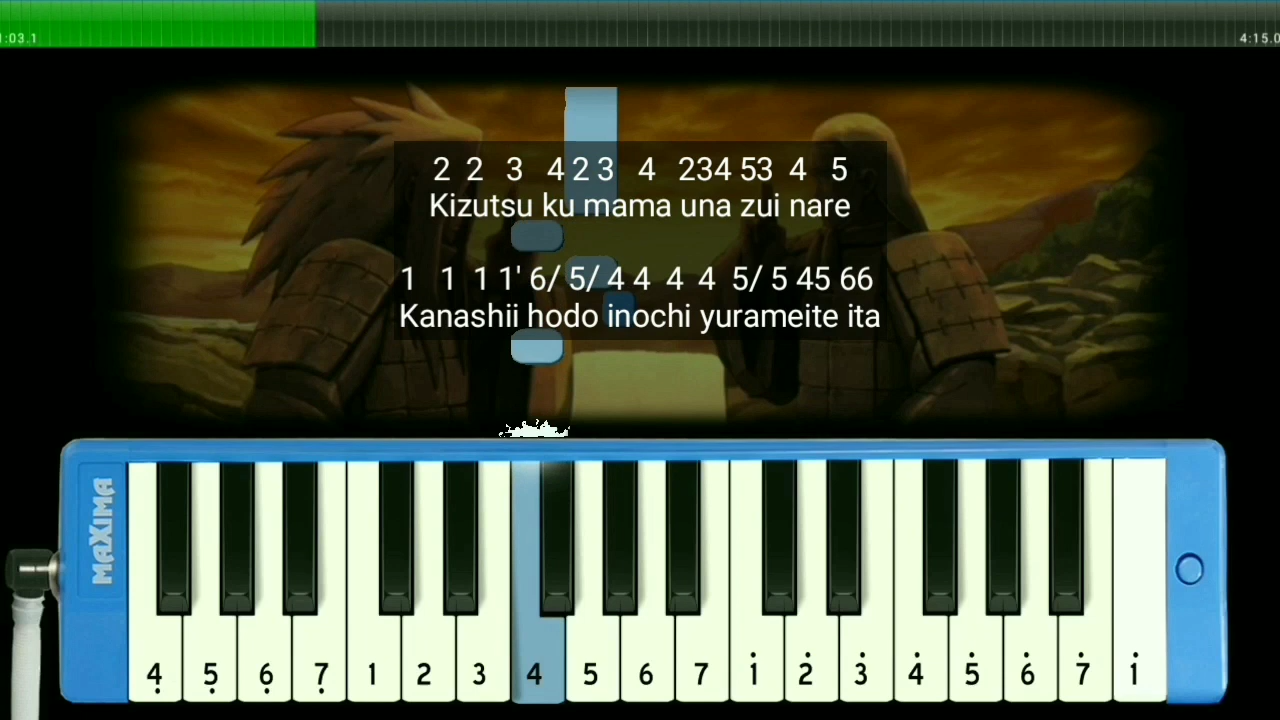 1:03.1
4:15.0
2 2 3 4 2 3 4 234 53 4 5
Kizutsu ku mama una zui nare
1 1 1 1' 6/ 5/ 4 4 4 4 5/ 5 45 66
Kanashii hodo inochi yurameite ita
MAXIMA
4̣ 5̣ 6̣ 7̣ 1 2 3 4 5 6 7 1̇ 2̇ 3̇ 4̇ 5̇ 6̇ 7̇ 1̇